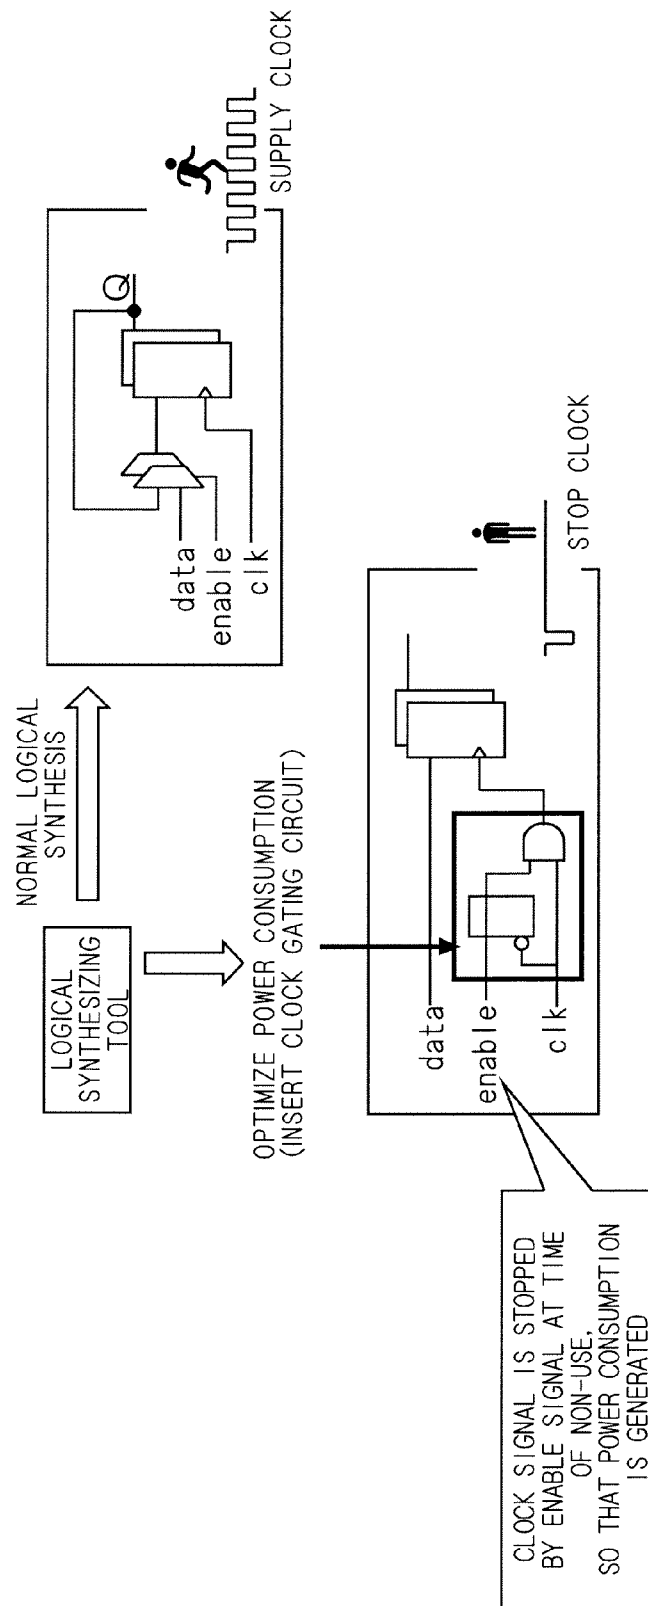 LOGICAL
SYNTHESIZING
TOOL
NORMAL LOGICAL
SYNTHESIS
data
enable
clk
Q
SUPPLY CLOCK
OPTIMIZE POWER CONSUMPTION
(INSERT CLOCK GATING CIRCUIT)
data
enable
clk
STOP CLOCK
CLOCK SIGNAL IS STOPPED
BY ENABLE SIGNAL AT TIME
OF NON-USE,
SO THAT POWER CONSUMPTION
IS GENERATED